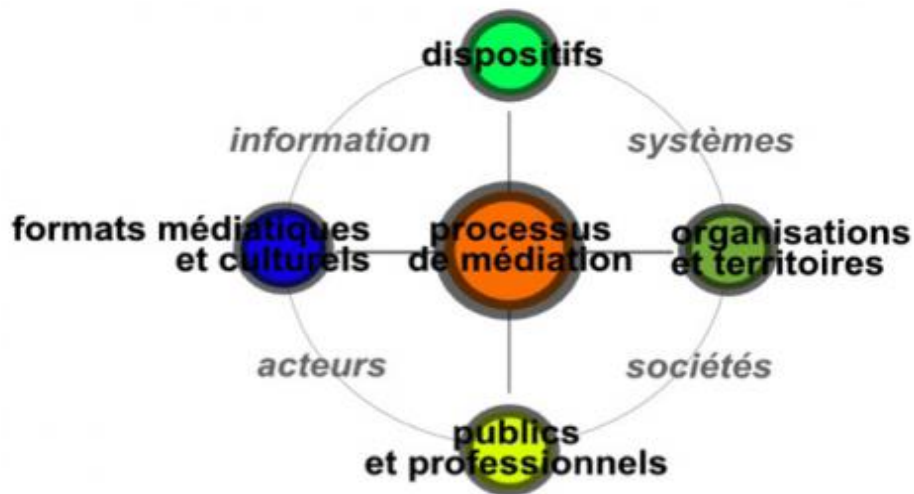 dispositifs
information
systèmes
formats médiatiques
et culturels
processus
de médiation
organisations
et territoires
acteurs
sociétés
publics
et professionnels